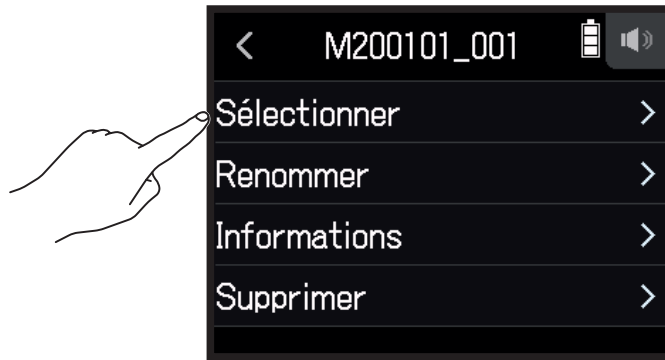 M200101_001
Sélectionner
Renommer
Informations
Supprimer